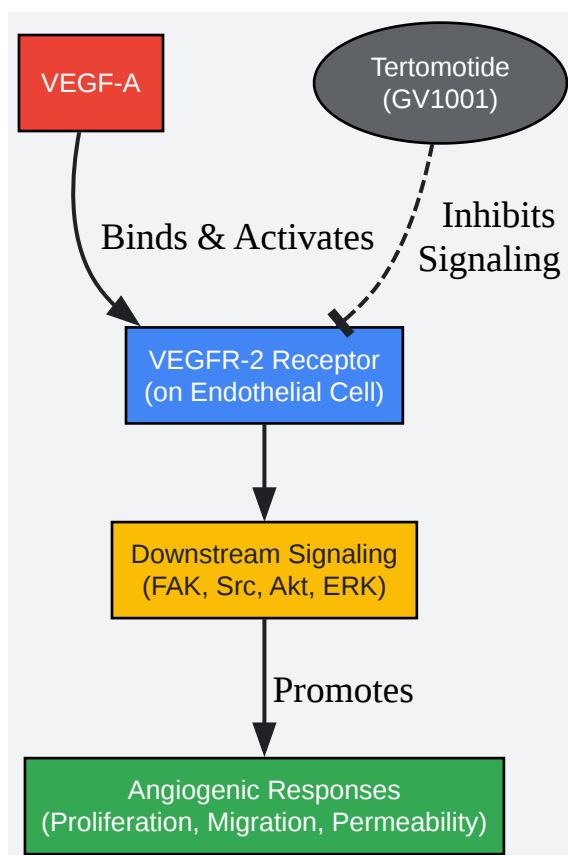 VEGF-A
Tertomotide
(GV1001)
Binds & Activates
Inhibits
Signaling
VEGFR-2 Receptor
(on Endothelial Cell)
Downstream Signaling
(FAK, Src, Akt, ERK)
Promotes
Angiogenic Responses
(Proliferation, Migration, Permeability)